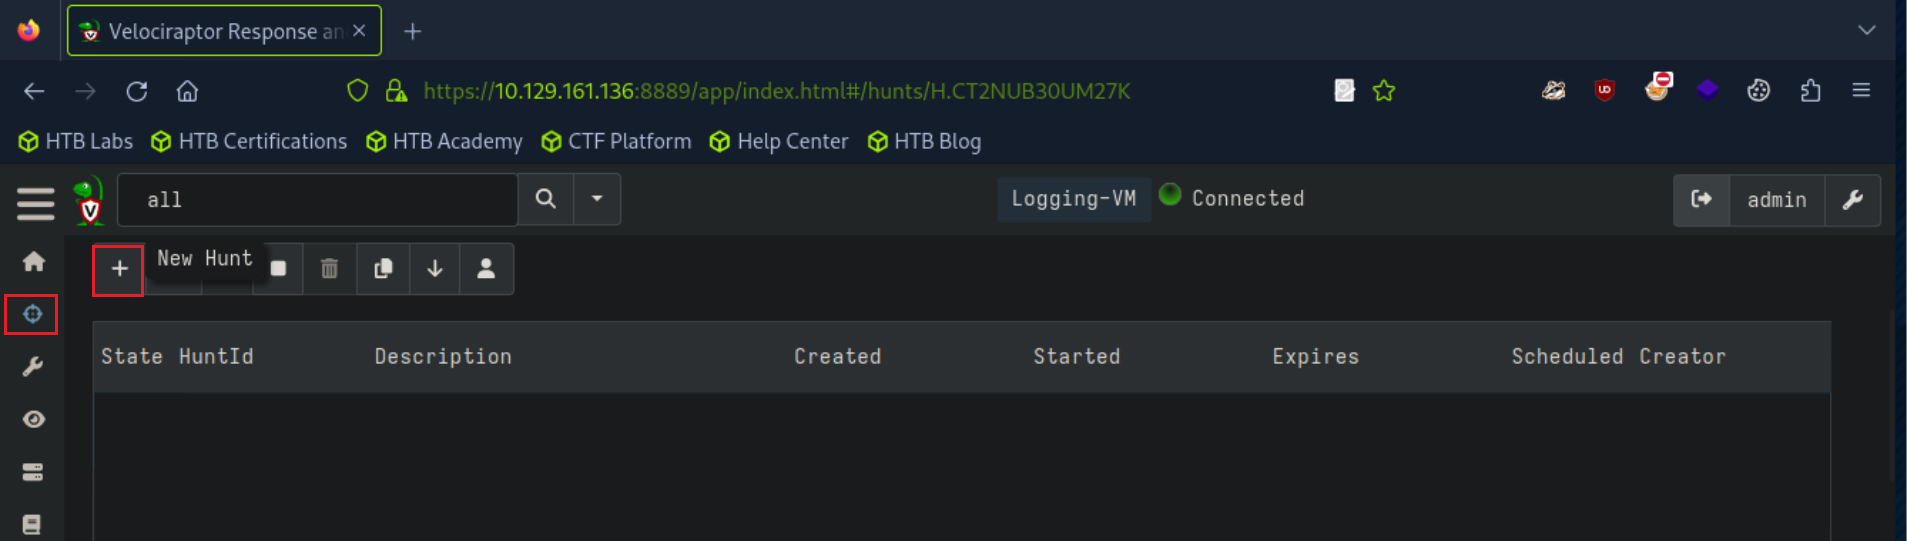 Velociraptor Response an
https://10.129.161.136:8889/app/index.html#/hunts/H.CT2NUB30UM27K
HTB Labs HTB Certifications HTB Academy CTF Platform Help Center HTB Blog
all Logging-VM Connected admin
New Hunt
State HuntId Description Created Started Expires Scheduled Creator